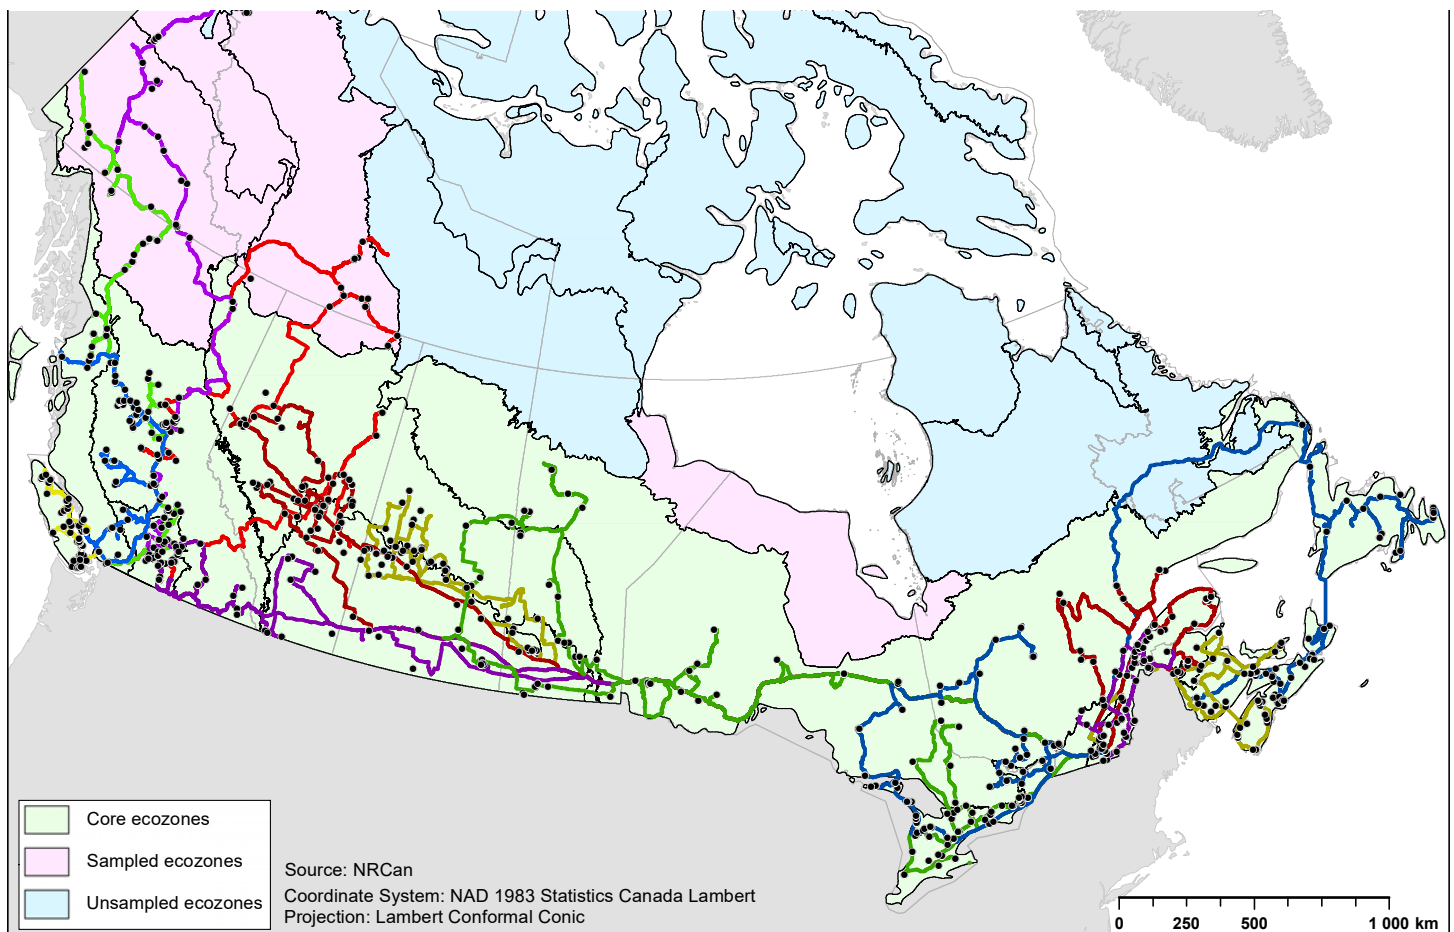 Core ecozones
Sampled ecozones
Unsampled ecozones
Source: NRCan
Coordinate System: NAD 1983 Statistics Canada Lambert
Projection: Lambert Conformal Conic
0 250 500 1 000 km